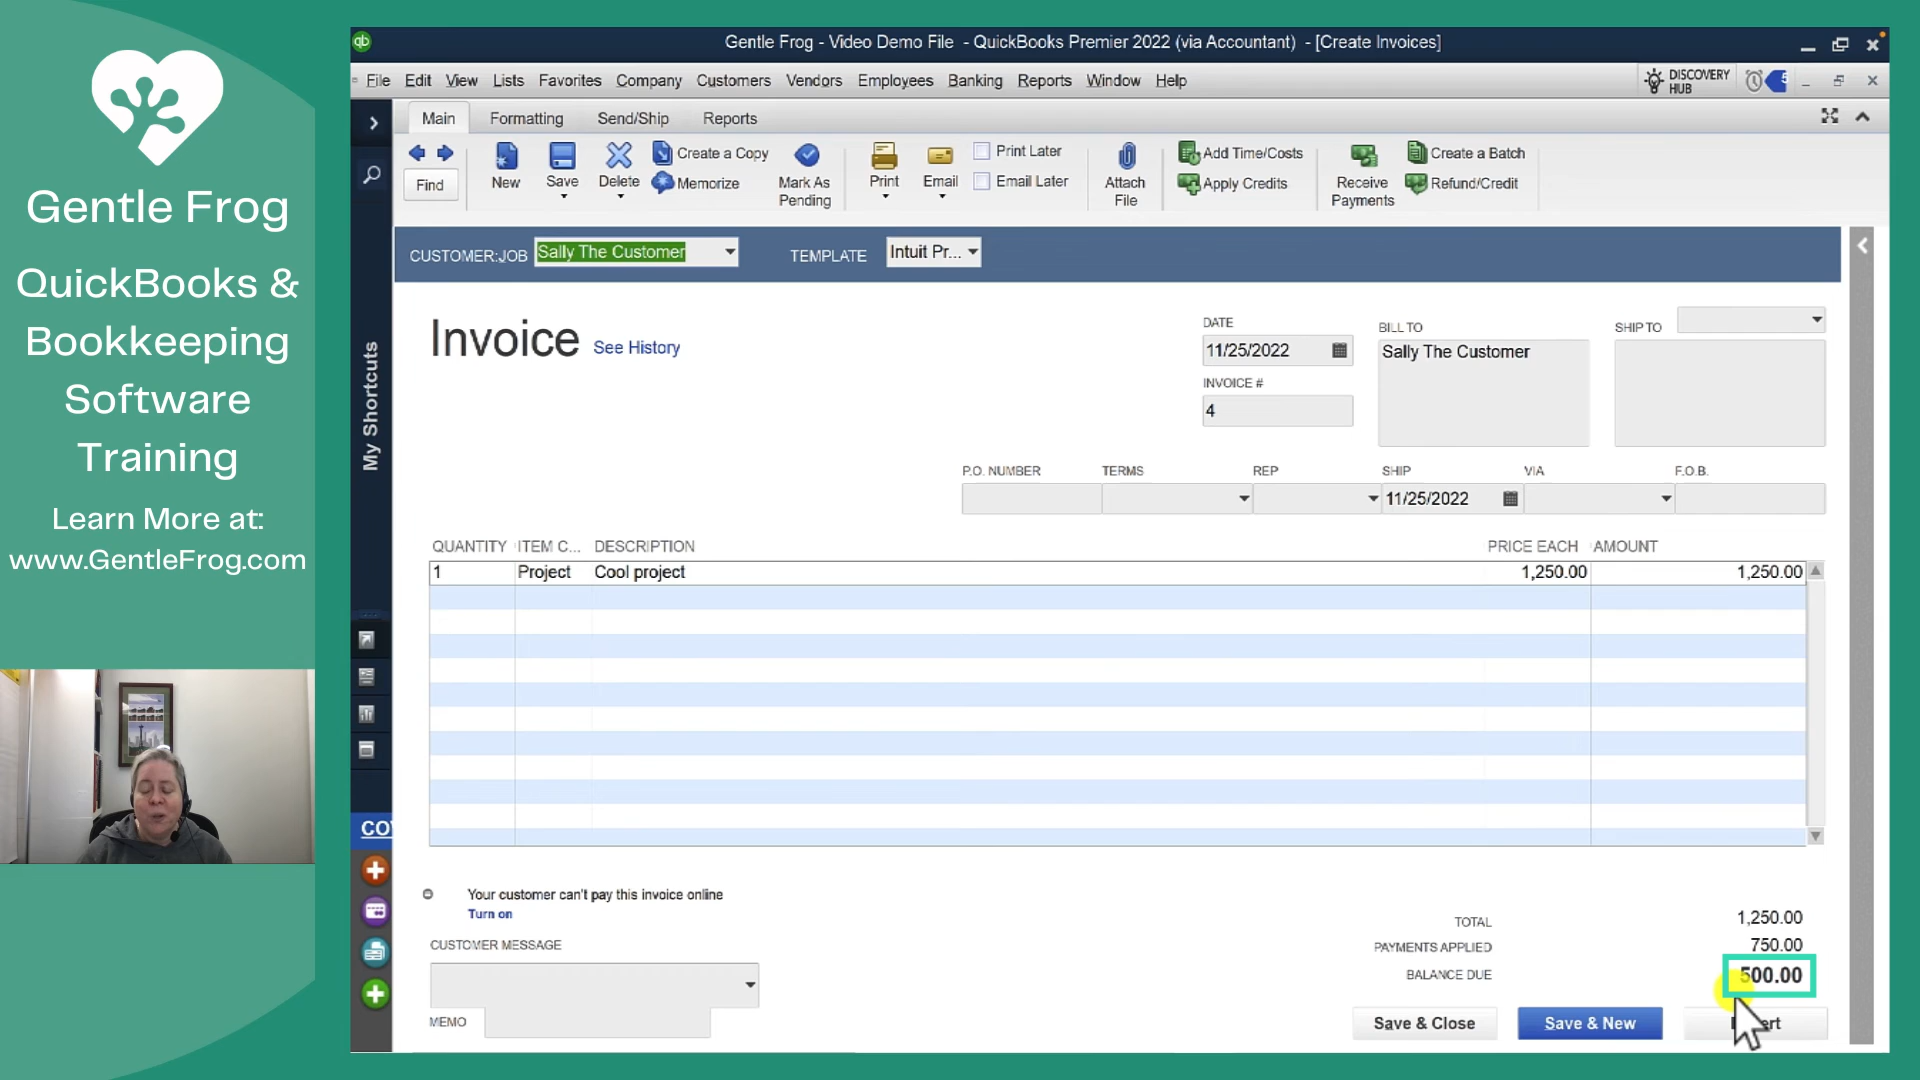 Gentle Frog
QuickBooks &
Bookkeeping
Software
Training
Learn More at:
www.GentleFrog.com
qb
Gentle Frog - Video Demo File - QuickBooks Premier 2022 (via Accountant) - [Create Invoices]
File Edit View Lists Favorites Company Customers Vendors Employees Banking Reports Window Help
DISCOVERY
HUB
5
Main Formatting Send/Ship Reports
Find
New
Save
Delete
Create a Copy
Memorize
Mark As
Pending
Print
Email
Print Later
Email Later
Attach
File
Add Time/Costs
Apply Credits
Receive
Payments
Create a Batch
Refund/Credit
My Shortcuts
CUSTOMER:JOB Sally The Customer TEMPLATE Intuit Pr...
Invoice See History
DATE
11/25/2022
INVOICE #
4
BILL TO
Sally The Customer
SHIP TO
P.O. NUMBER TERMS REP SHIP VIA F.O.B.
11/25/2022
QUANTITY ITEM C... DESCRIPTION PRICE EACH AMOUNT
1 Project Cool project 1,250.00 1,250.00
Your customer can't pay this invoice online
Turn on
CUSTOMER MESSAGE
MEMO
TOTAL 1,250.00
PAYMENTS APPLIED 750.00
BALANCE DUE 500.00
Save & Close Save & New